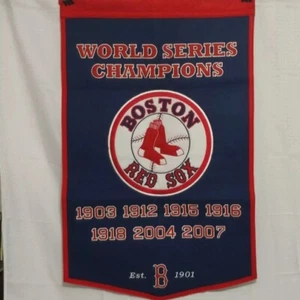 WORLD SERIES
CHAMPIONS
BOSTON
RED SOX
1903 1912 1915 1916
1918 2004 2007
Est. B 1901